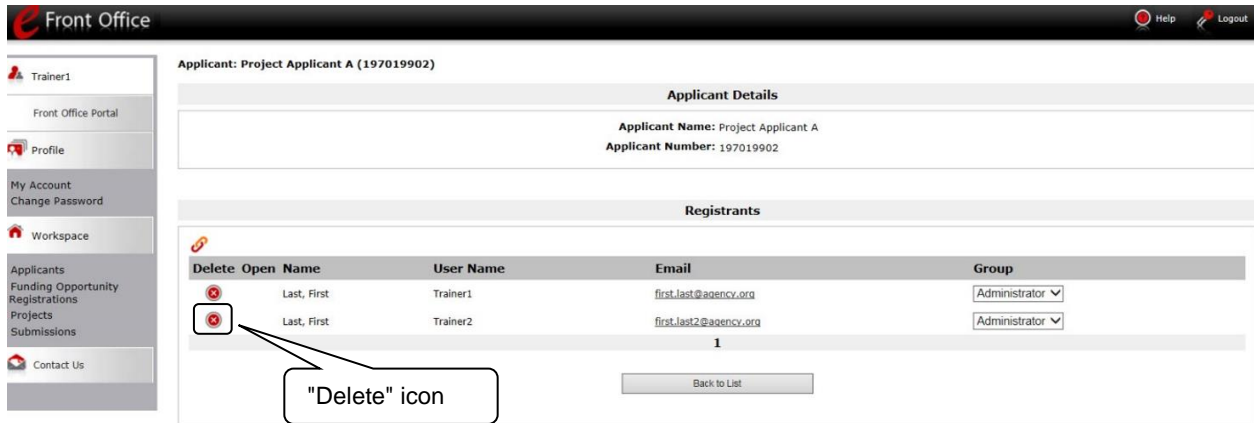 e Front Office
Help
Logout
Trainer1
Front Office Portal
Profile
My Account
Change Password
Workspace
Applicants
Funding Opportunity
Registrations
Projects
Submissions
Contact Us
Applicant: Project Applicant A (197019902)
Applicant Details
Applicant Name: Project Applicant A
Applicant Number: 197019902
Registrants
Delete Open Name User Name Email Group
Last, First Trainer1 first.last@agency.org Administrator
Last, First Trainer2 first.last2@agency.org Administrator
1
Back to List
"Delete" icon